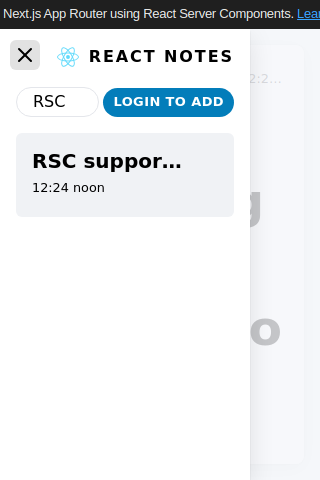 Next.js App Router using React Server Components.
REACT NOTES
RSC
LOGIN TO ADD
RSC suppor…
12:24 noon